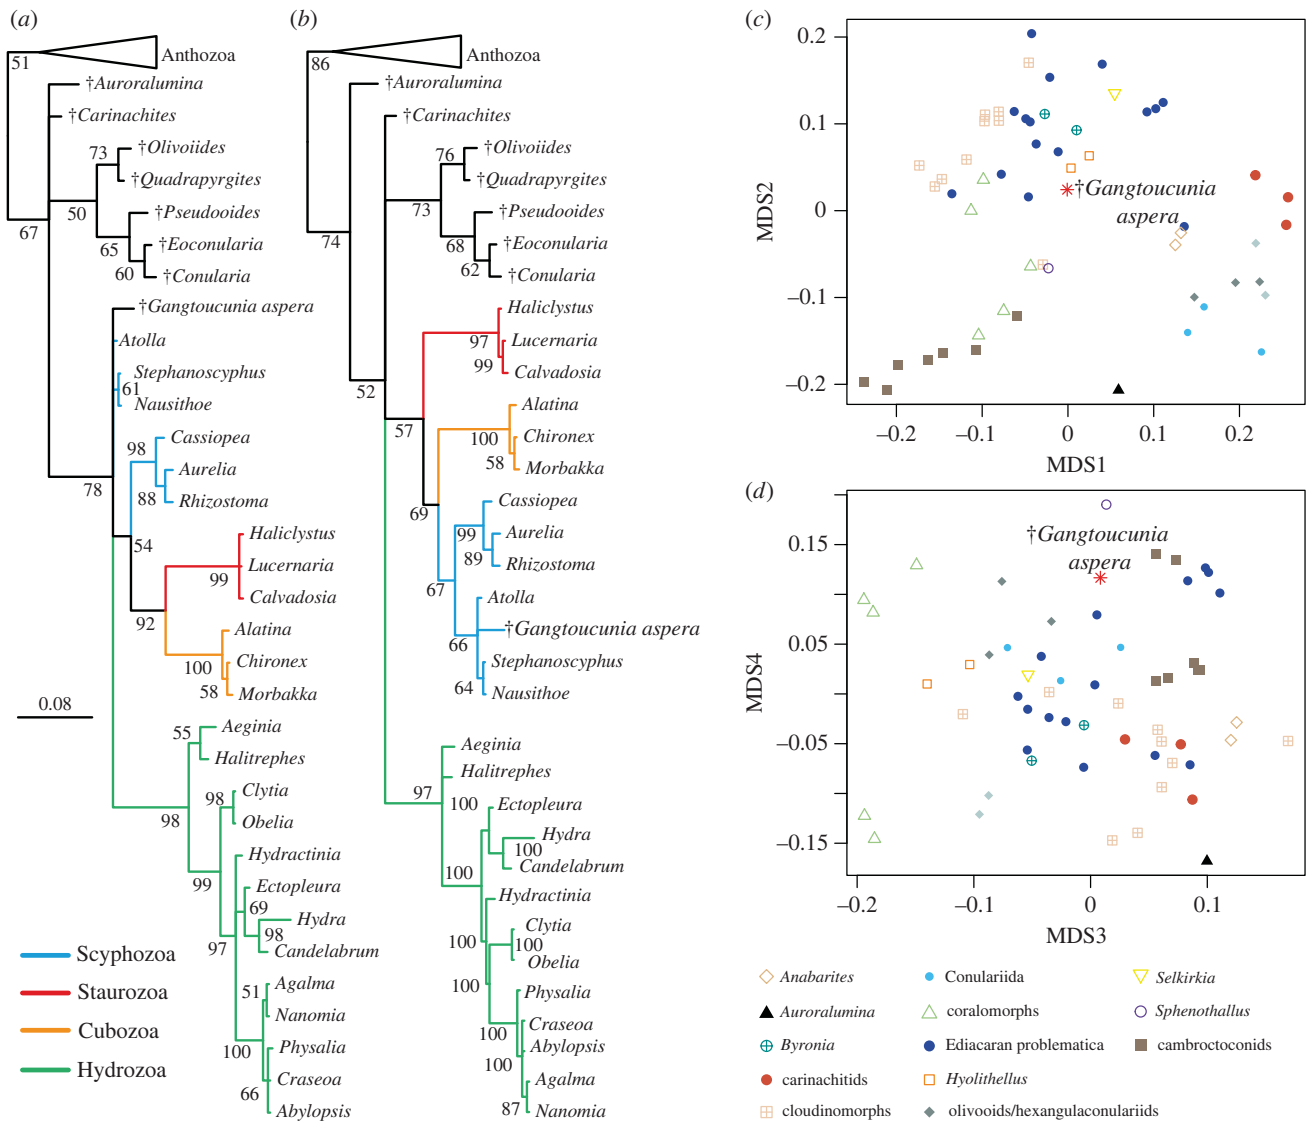 (a)
Anthozoa
51
†Auroralumina
†Carinachites
73
†Olivoiides
†Quadrapyrgites
50
†Pseudooides
67
65
†Eoconularia
60
†Conularia
†Gangtoucunia aspera
Atolla
Stephanoscyphus
61
Nausithoe
Cassiopea
98
Aurelia
88
Rhizostoma
78
Haliclystus
54
Lucernaria
99
Calvadosia
92
Alatina
100
Chironex
58
Morbakka
0.08
55
Aeginia
Halitrephes
98
Clytia
98
Obelia
Hydractinia
99
Ectopleura
69
Hydra
98
97
Candelabrum
51
Agalma
Nanomia
100
Physalia
Craseoa
66
Abylopsis
Scyphozoa
Staurozoa
Cubozoa
Hydrozoa
(b)
Anthozoa
86
†Auroralumina
†Carinachites
76
†Olivoiides
†Quadrapyrgites
73
†Pseudooides
74
68
†Eoconularia
62
†Conularia
Haliclystus
97
Lucernaria
99
Calvadosia
52
Alatina
57
100
Chironex
58
Morbakka
Cassiopea
69
99
Aurelia
89
Rhizostoma
67
Atolla
†Gangtoucunia aspera
66
Stephanoscyphus
64
Nausithoe
Aeginia
Halitrephes
97
100
Ectopleura
Hydra
100
100
Candelabrum
Hydractinia
Clytia
100
100
Obelia
100
Physalia
100
Craseoa
Abylopsis
100
Agalma
87
Nanomia
(c)
0.2
0.1
0
–0.1
–0.2
MDS2
†Gangtoucunia
aspera
–0.2
–0.1
0
0.1
0.2
MDS1
(d)
0.15
0.05
–0.05
–0.15
MDS4
†Gangtoucunia
aspera
–0.2
–0.1
0
0.1
MDS3
Anabarites
Conulariida
Selkirkia
Auroralumina
coralomorphs
Sphenothallus
Byronia
Ediacaran problematica
cambroctoconids
carinachitids
Hyolithellus
cloudinomorphs
olivooids/hexangulaconulariids